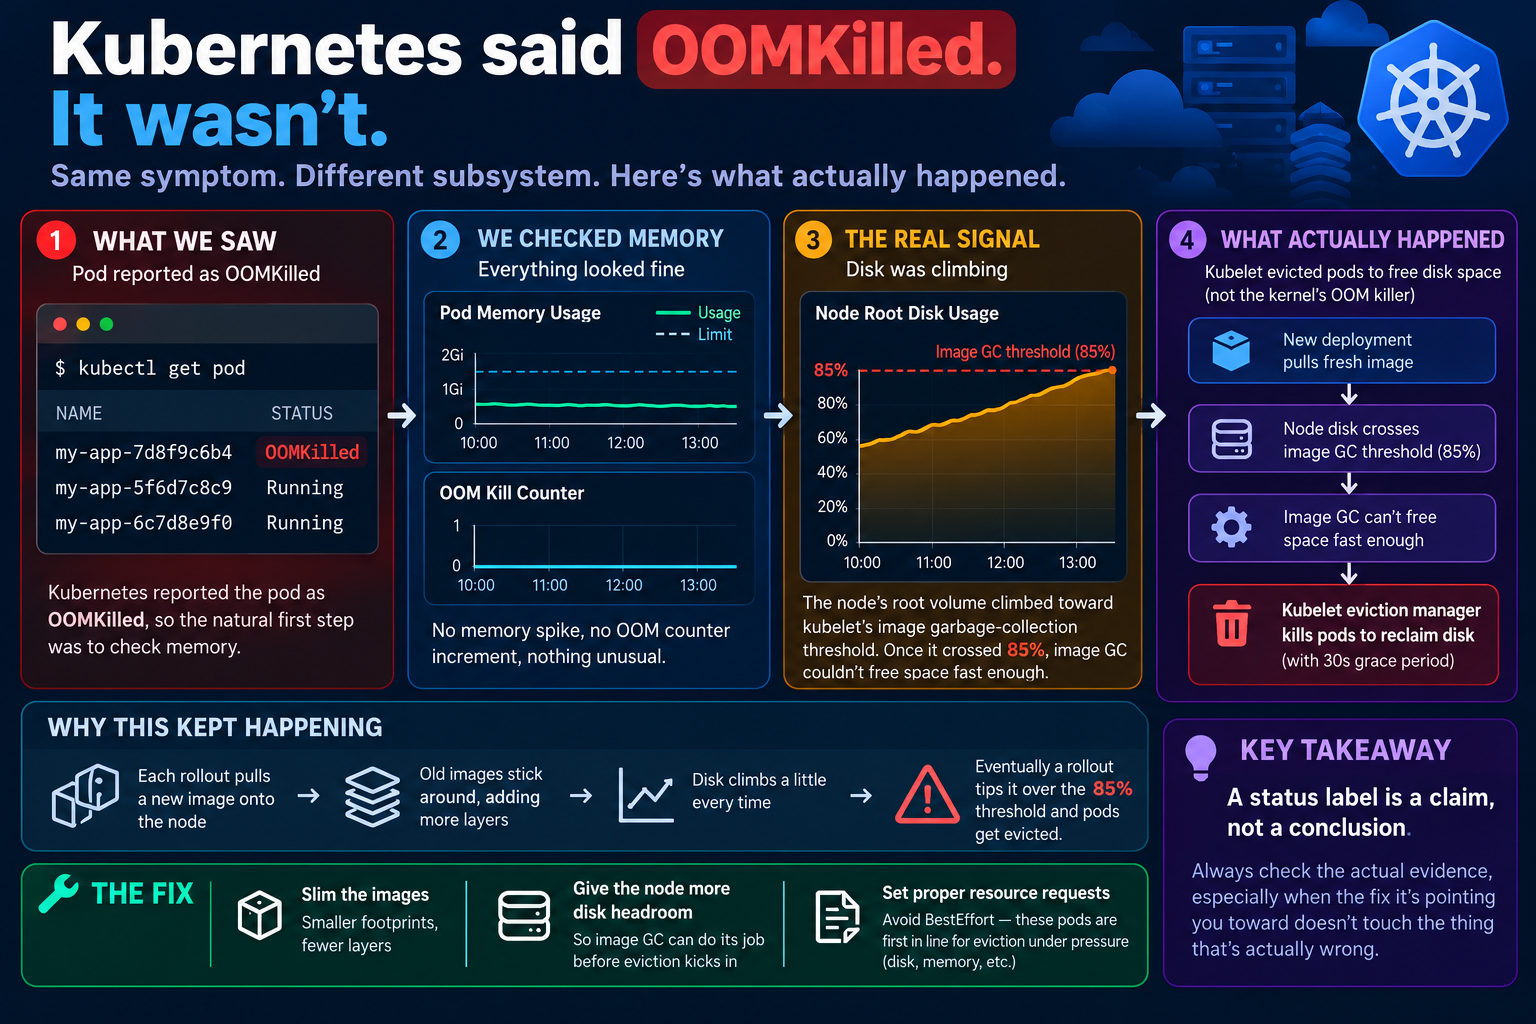 Kubernetes said OOMKilled.
It wasn't.
Same symptom. Different subsystem. Here's what actually happened.
1 WHAT WE SAW
Pod reported as OOMKilled
$ kubectl get pod
NAME STATUS
my-app-7d8f9c6b4 OOMKilled
my-app-5f6d7c8c9 Running
my-app-6c7d8e9f0 Running
Kubernetes reported the pod as
OOMKilled, so the natural first step
was to check memory.
2 WE CHECKED MEMORY
Everything looked fine
Pod Memory Usage
Usage
Limit
2Gi
1Gi
0
10:00 11:00 12:00 13:00
OOM Kill Counter
1
0
10:00 11:00 12:00 13:00
No memory spike, no OOM counter
increment, nothing unusual.
3 THE REAL SIGNAL
Disk was climbing
Node Root Disk Usage
Image GC threshold (85%)
85%
80%
60%
40%
20%
0%
10:00 11:00 12:00 13:00
The node's root volume climbed toward
kubelet's image garbage-collection
threshold. Once it crossed 85%, image GC
couldn't free space fast enough.
4 WHAT ACTUALLY HAPPENED
Kubelet evicted pods to free disk space
(not the kernel's OOM killer)
New deployment
pulls fresh image
Node disk crosses
image GC threshold (85%)
Image GC can't free
space fast enough
Kubelet eviction manager
kills pods to reclaim disk
(with 30s grace period)
WHY THIS KEPT HAPPENING
Each rollout pulls
a new image onto
the node
Old images stick
around, adding
more layers
Disk climbs a little
every time
Eventually a rollout
tips it over the 85%
threshold and pods
get evicted.
THE FIX
Slim the images
Smaller footprints,
fewer layers
Give the node more
disk headroom
So image GC can do its job
before eviction kicks in
Set proper resource requests
Avoid BestEffort — these pods are
first in line for eviction under pressure
(disk, memory, etc.)
KEY TAKEAWAY
A status label is a claim,
not a conclusion.
Always check the actual evidence,
especially when the fix it's pointing
you toward doesn't touch the thing
that's actually wrong.